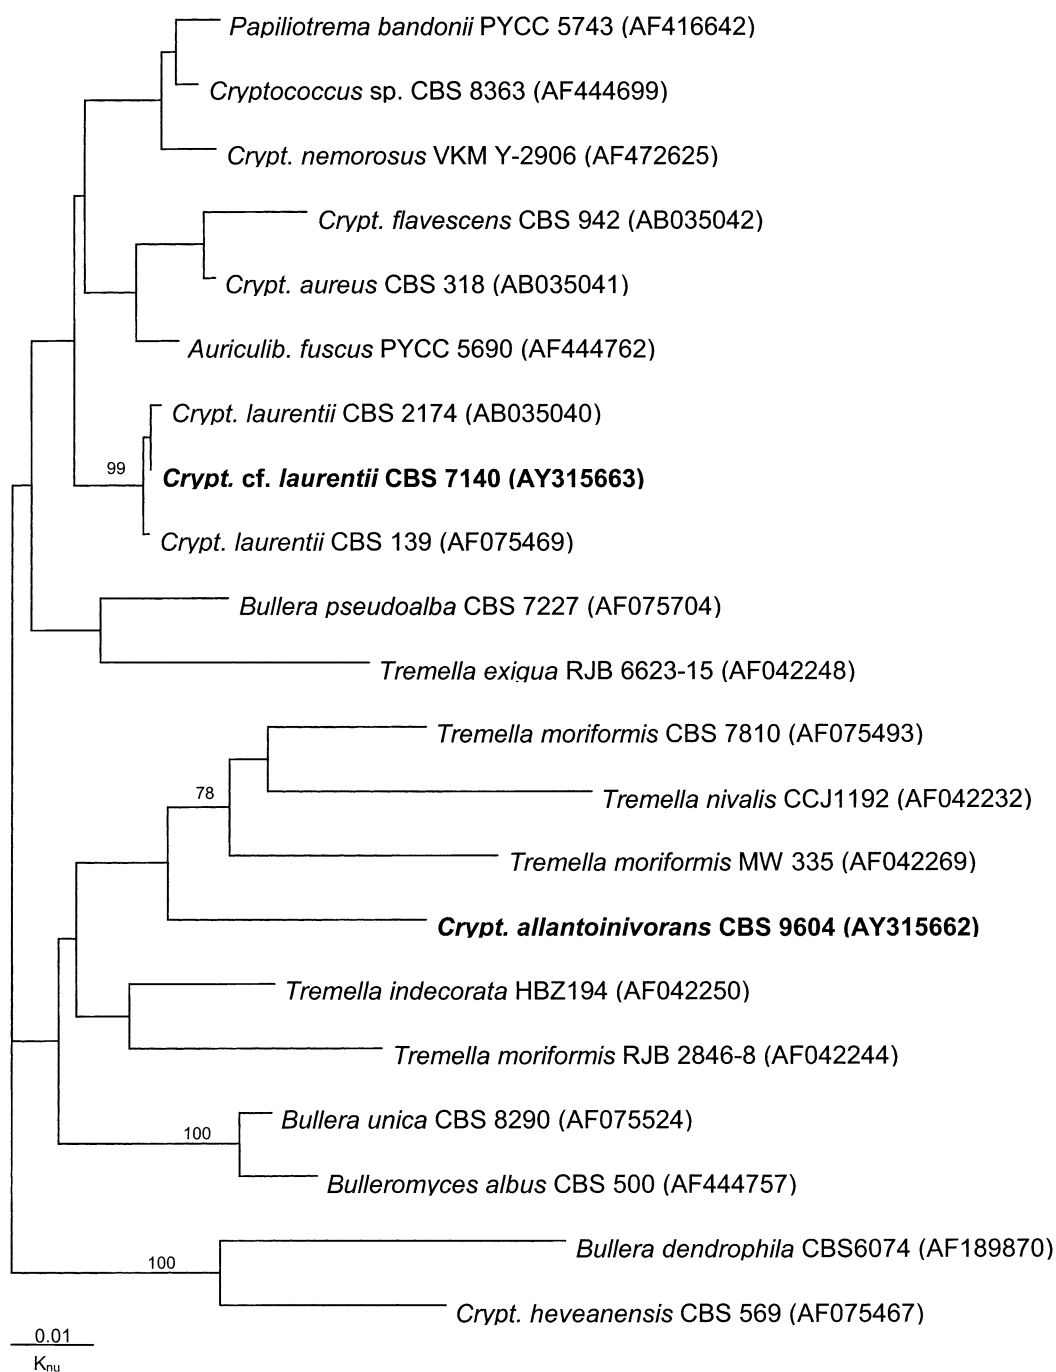 Papiliotrema bandonii PYCC 5743 (AF416642)
Cryptococcus sp. CBS 8363 (AF444699)
Crypt. nemorosus VKM Y-2906 (AF472625)
Crypt. flavescens CBS 942 (AB035042)
Crypt. aureus CBS 318 (AB035041)
Auriculib. fuscus PYCC 5690 (AF444762)
Crypt. laurentii CBS 2174 (AB035040)
99
Crypt. cf. laurentii CBS 7140 (AY315663)
Crypt. laurentii CBS 139 (AF075469)
Bullera pseudoalba CBS 7227 (AF075704)
Tremella exigua RJB 6623-15 (AF042248)
Tremella moriformis CBS 7810 (AF075493)
78
Tremella nivalis CCJ1192 (AF042232)
Tremella moriformis MW 335 (AF042269)
Crypt. allantoinivorans CBS 9604 (AY315662)
Tremella indecorata HBZ194 (AF042250)
Tremella moriformis RJB 2846-8 (AF042244)
Bullera unica CBS 8290 (AF075524)
100
Bulleromyces albus CBS 500 (AF444757)
Bullera dendrophila CBS6074 (AF189870)
100
Crypt. heveanensis CBS 569 (AF075467)
0.01
Knu